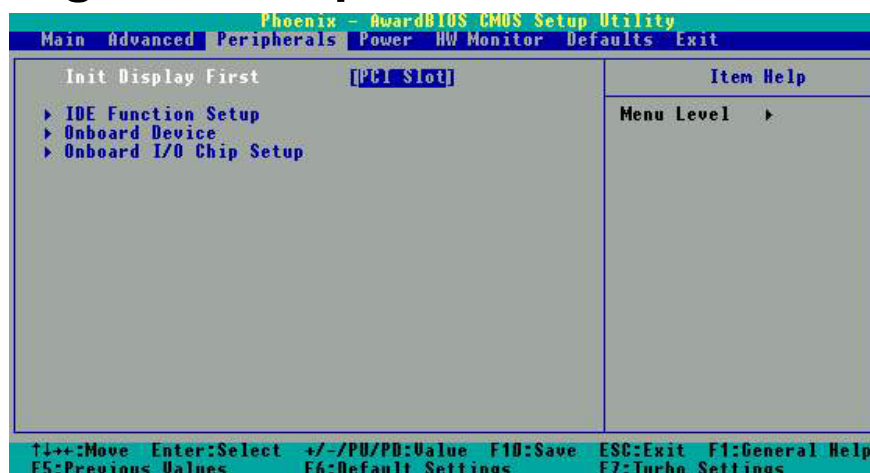 Phoenix - AwardBIOS CMOS Setup Utility
Main Advanced Peripherals Power HW Monitor Defaults Exit
Init Display First [PCI Slot]
Item Help
▸ IDE Function Setup
▸ Onboard Device
▸ Onboard I/O Chip Setup
Menu Level ▸
↑↓→←:Move Enter:Select +/-/PU/PD:Value F10:Save ESC:Exit F1:General Help
F5:Previous Values F6:Default Settings F7:Turbo Settings